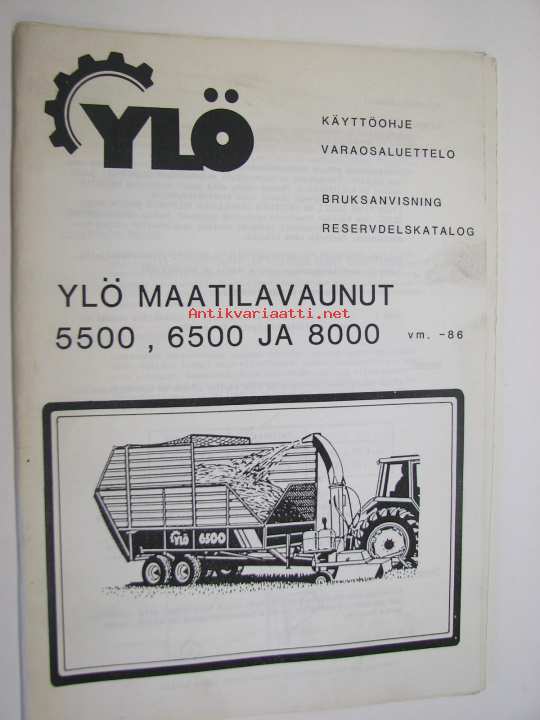 YLÖ
KÄYTTÖOHJE
VARAOSALUETTELO
BRUKSANVISNING
RESERVDELSKATALOG
YLÖ MAATILAVAUNUT
Antikvariaatti.net
5500 , 6500 JA 8000 vm. -86
YLÖ 6500